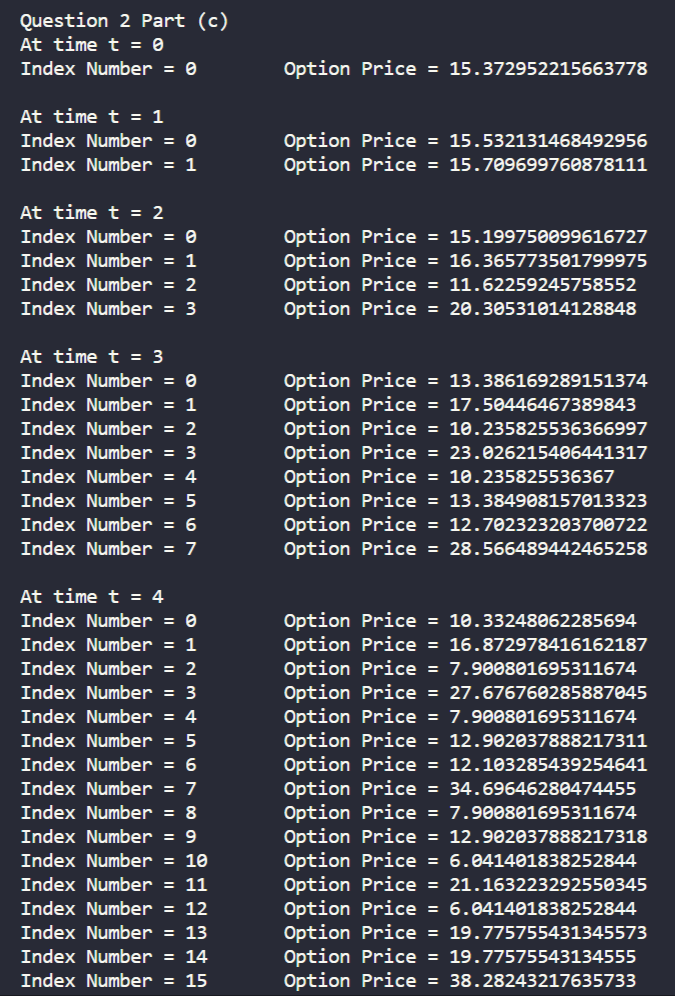 Question 2 Part (c)
At time t = 0
Index Number = 0 Option Price = 15.372952215663778
At time t = 1
Index Number = 0 Option Price = 15.532131468492956
Index Number = 1 Option Price = 15.709699760878111
At time t = 2
Index Number = 0 Option Price = 15.199750099616727
Index Number = 1 Option Price = 16.365773501799975
Index Number = 2 Option Price = 11.62259245758552
Index Number = 3 Option Price = 20.30531014128848
At time t = 3
Index Number = 0 Option Price = 13.386169289151374
Index Number = 1 Option Price = 17.50446467389843
Index Number = 2 Option Price = 10.235825536366997
Index Number = 3 Option Price = 23.026215406441317
Index Number = 4 Option Price = 10.235825536367
Index Number = 5 Option Price = 13.384908157013323
Index Number = 6 Option Price = 12.702323203700722
Index Number = 7 Option Price = 28.566489442465258
At time t = 4
Index Number = 0 Option Price = 10.33248062285694
Index Number = 1 Option Price = 16.872978416162187
Index Number = 2 Option Price = 7.900801695311674
Index Number = 3 Option Price = 27.676760285887045
Index Number = 4 Option Price = 7.900801695311674
Index Number = 5 Option Price = 12.902037888217311
Index Number = 6 Option Price = 12.103285439254641
Index Number = 7 Option Price = 34.69646280474455
Index Number = 8 Option Price = 7.900801695311674
Index Number = 9 Option Price = 12.902037888217318
Index Number = 10 Option Price = 6.041401838252844
Index Number = 11 Option Price = 21.163223292550345
Index Number = 12 Option Price = 6.041401838252844
Index Number = 13 Option Price = 19.775755431345573
Index Number = 14 Option Price = 19.77575543134555
Index Number = 15 Option Price = 38.28243217635733